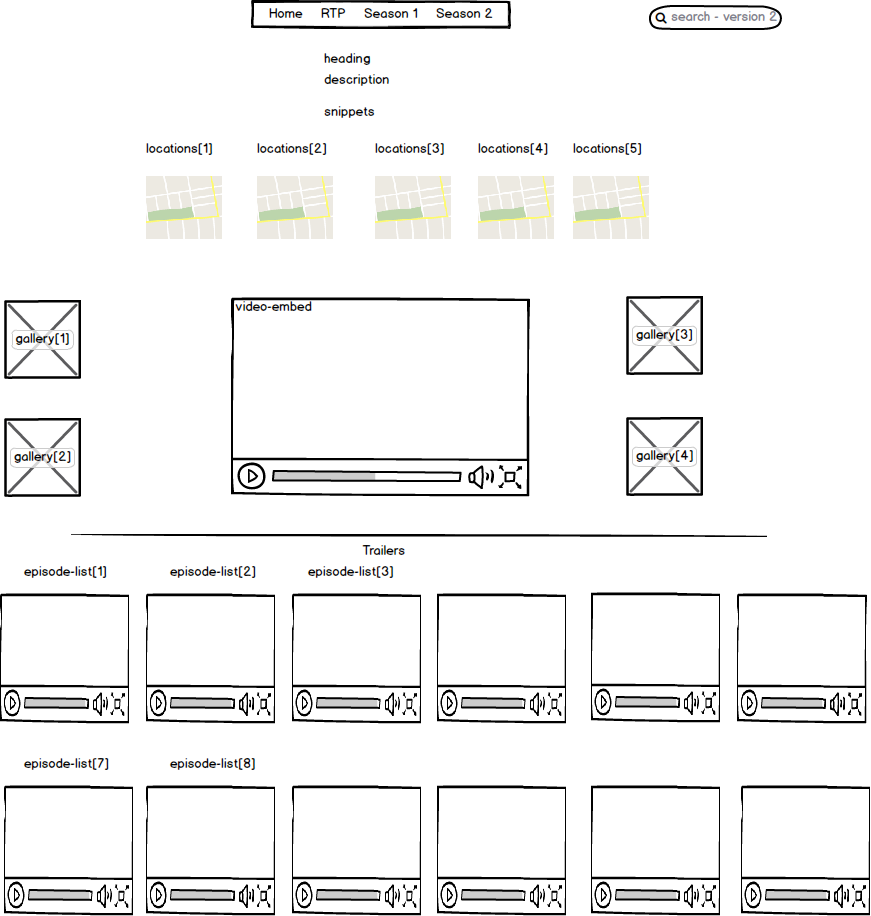 Home RTP Season 1 Season 2
search - version 2
heading
description
snippets
locations[1] locations[2] locations[3] locations[4] locations[5]
video-embed
gallery[1]
gallery[3]
gallery[2]
gallery[4]
Trailers
episode-list[1] episode-list[2] episode-list[3]
episode-list[7] episode-list[8]